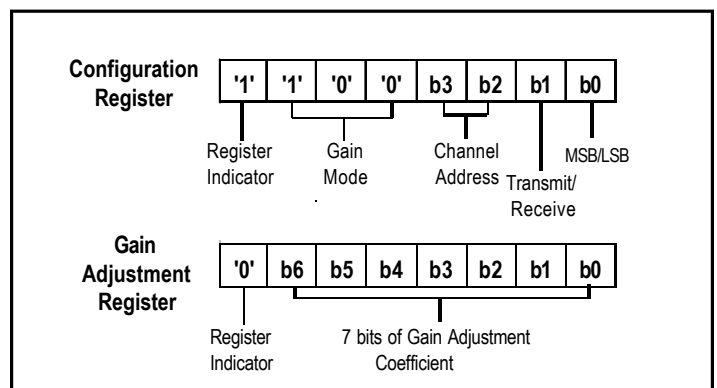 Configuration
Register
'1' '1' '0' '0' b3 b2 b1 b0
Register
Indicator
Gain
Mode
Channel
Address
Transmit/
Receive
MSB/LSB
Gain
Adjustment
Register
'0' b6 b5 b4 b3 b2 b1 b0
Register
Indicator
7 bits of Gain Adjustment
Coefficient